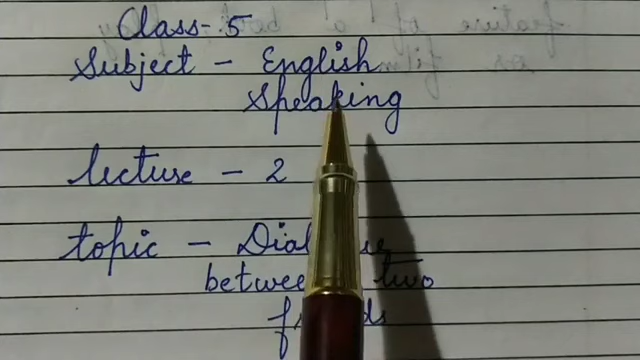 Class-5
Subject - English
Speaking
lecture - 2
topic -
between two